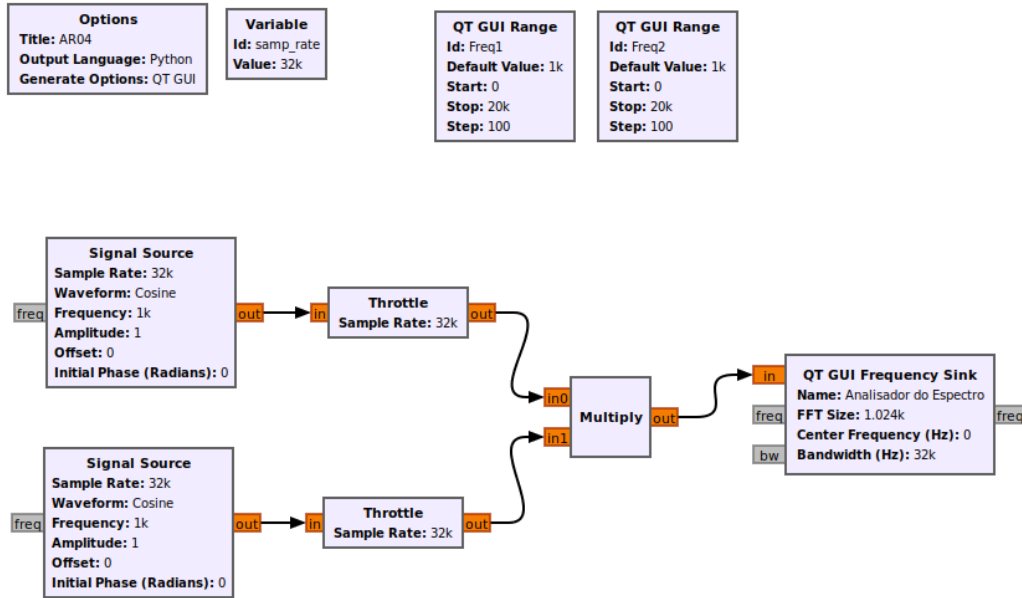 Options
Title: AR04
Output Language: Python
Generate Options: QT GUI
Variable
Id: samp_rate
Value: 32k
QT GUI Range
Id: Freq1
Default Value: 1k
Start: 0
Stop: 20k
Step: 100
QT GUI Range
Id: Freq2
Default Value: 1k
Start: 0
Stop: 20k
Step: 100
Signal Source
Sample Rate: 32k
Waveform: Cosine
Frequency: 1k
Amplitude: 1
Offset: 0
Initial Phase (Radians): 0
freq
out
in
Throttle
Sample Rate: 32k
out
in0
in1
Multiply
out
in
freq
bw
QT GUI Frequency Sink
Name: Analisador do Espectro
FFT Size: 1.024k
Center Frequency (Hz): 0
Bandwidth (Hz): 32k
freq
Signal Source
Sample Rate: 32k
Waveform: Cosine
Frequency: 1k
Amplitude: 1
Offset: 0
Initial Phase (Radians): 0
freq
out
in
Throttle
Sample Rate: 32k
out